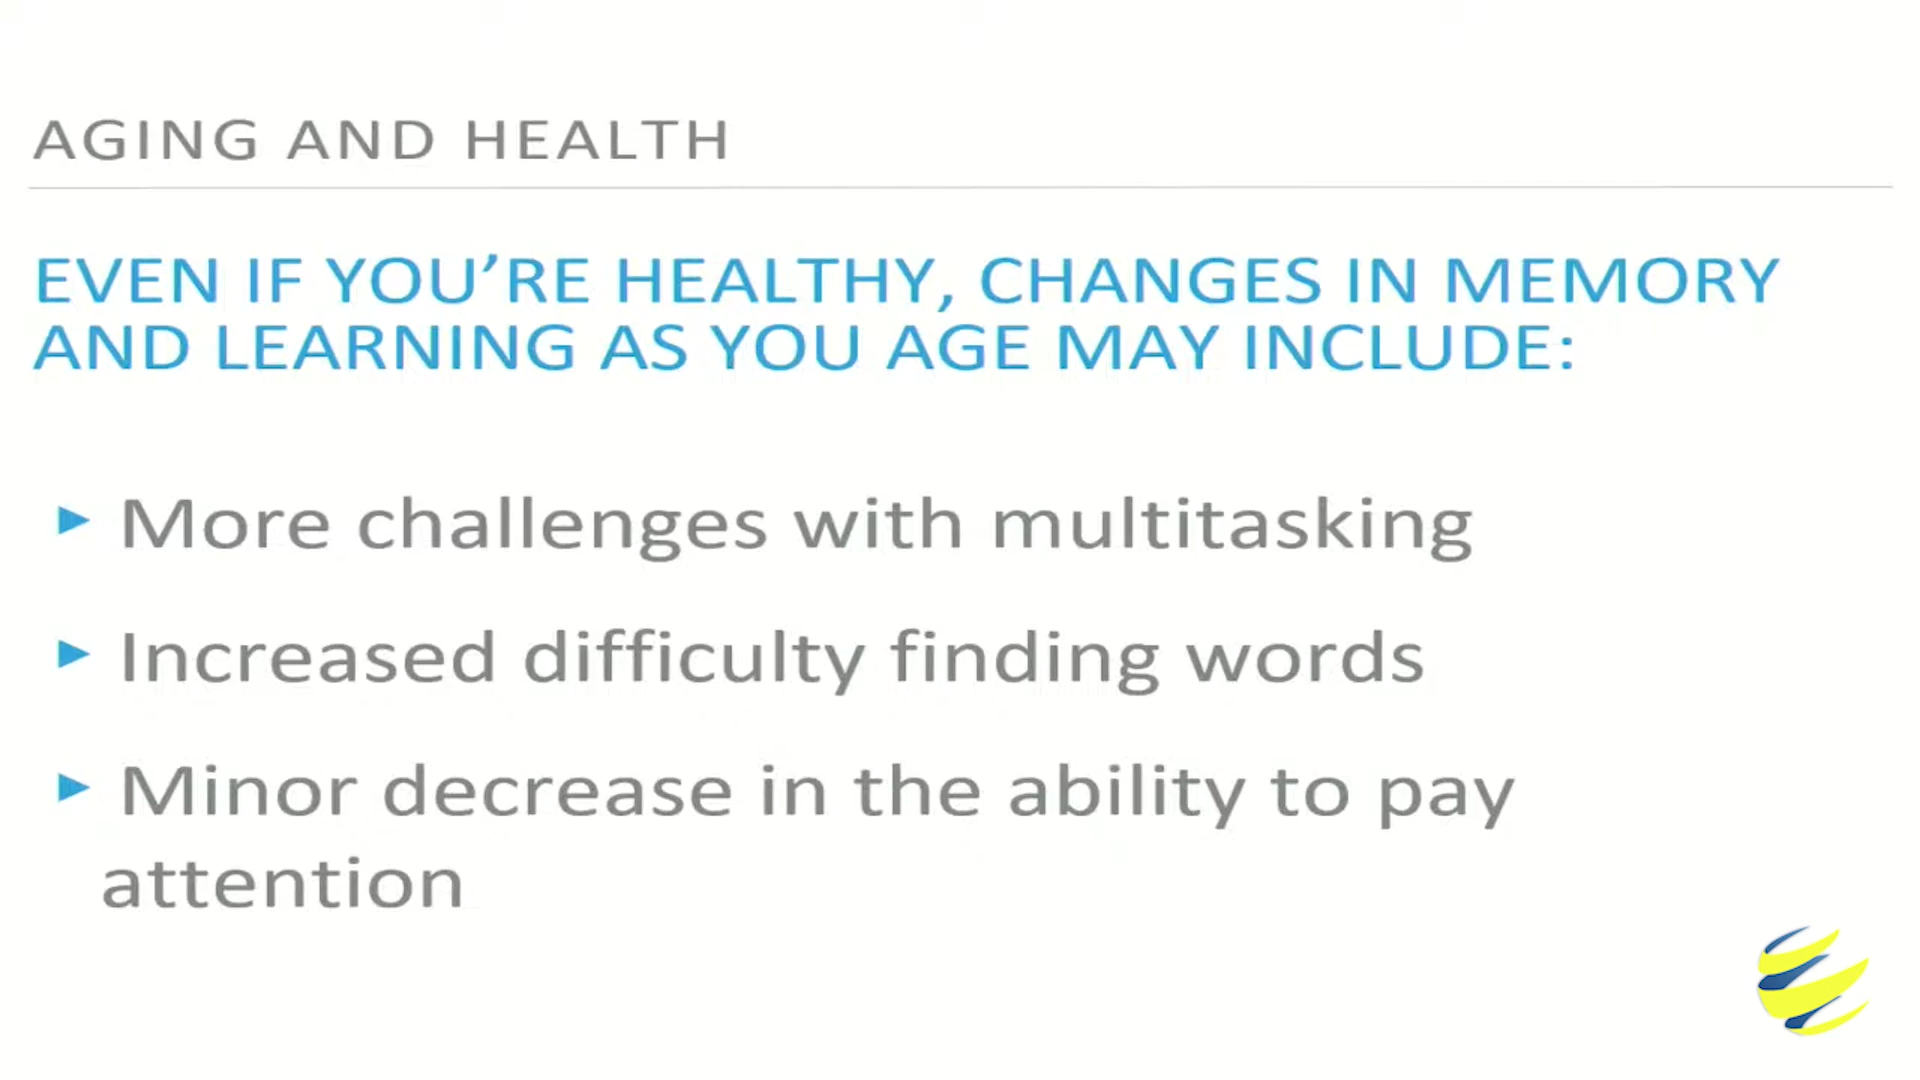 AGING AND HEALTH
EVEN IF YOU’RE HEALTHY, CHANGES IN MEMORY
AND LEARNING AS YOU AGE MAY INCLUDE:
► More challenges with multitasking
► Increased difficulty finding words
► Minor decrease in the ability to pay
attention